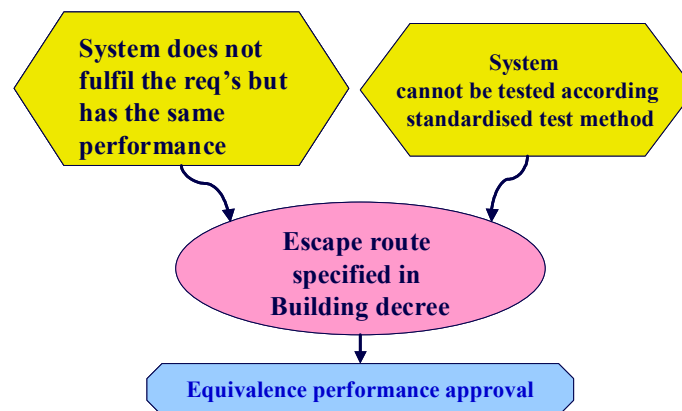 System does not
fulfil the req's but
has the same
performance
System
cannot be tested according
standardised test method
Escape route
specified in
Building decree
Equivalence performance approval